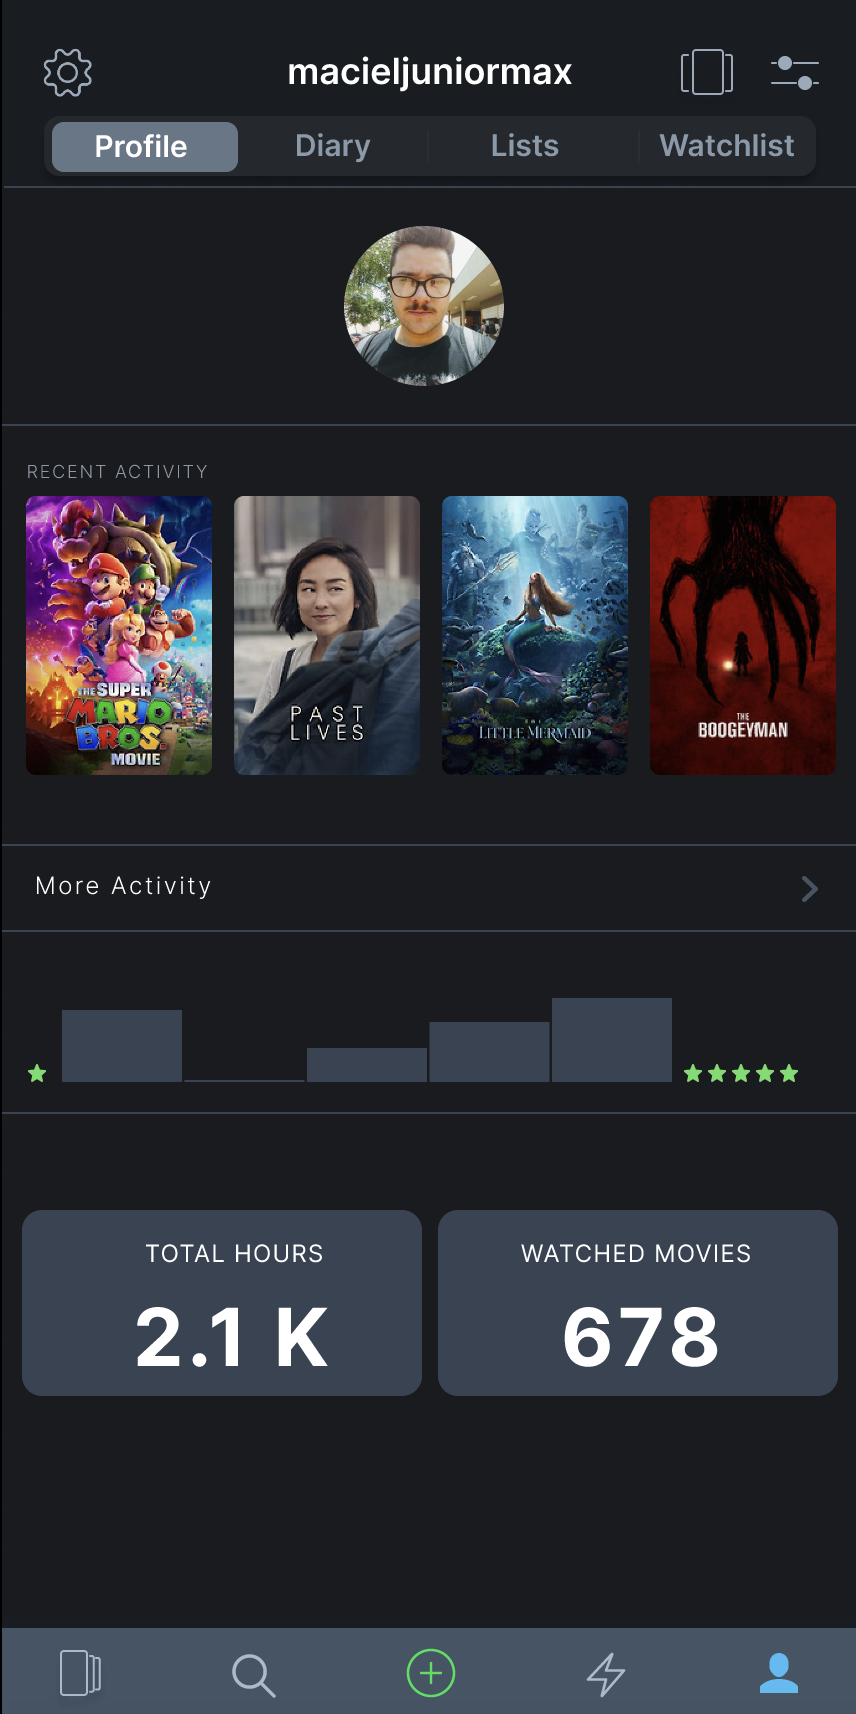 macieljuniormax
Profile
Diary
Lists
Watchlist
RECENT ACTIVITY
THE SUPER
MARIO
BROS.
MOVIE
PAST
LIVES
THE
LITTLE MERMAID
THE
BOOGEYMAN
More Activity
TOTAL HOURS
2.1 K
WATCHED MOVIES
678